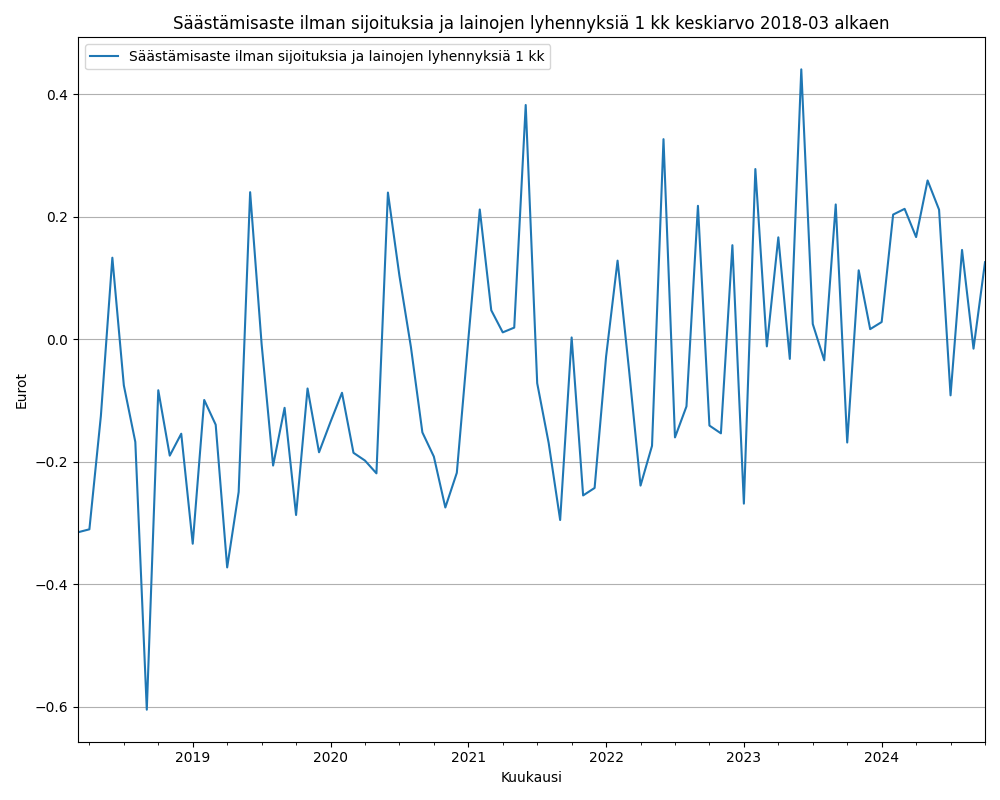 Säästämisaste ilman sijoituksia ja lainojen lyhennyksiä 1 kk keskiarvo 2018-03 alkaen
Säästämisaste ilman sijoituksia ja lainojen lyhennyksiä 1 kk
0.4
0.2
0.0
−0.2
−0.4
−0.6
Eurot
2019 2020 2021 2022 2023 2024
Kuukausi